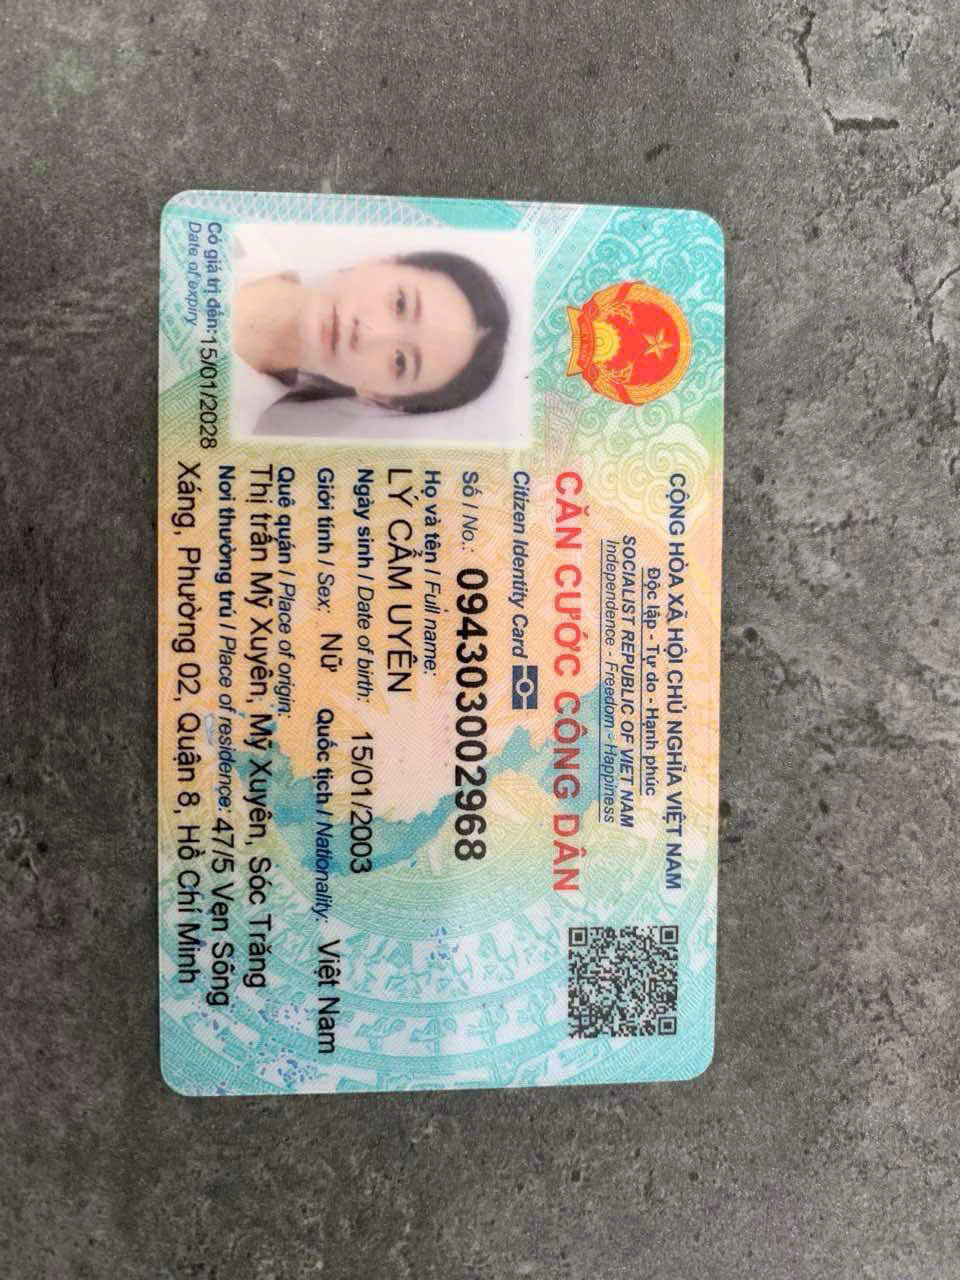 CỘNG HÒA XÃ HỘI CHỦ NGHĨA VIỆT NAM
Độc lập - Tự do - Hạnh phúc
SOCIALIST REPUBLIC OF VIET NAM
Independence - Freedom - Happiness
CĂN CƯỚC CÔNG DÂN
Citizen Identity Card
Số / No.: 094303002968
Họ và tên / Full name:
LÝ CẨM UYÊN
Ngày sinh / Date of birth: 15/01/2003
Giới tính / Sex: Nữ Quốc tịch / Nationality: Việt Nam
Quê quán / Place of origin:
Thị trấn Mỹ Xuyên, Mỹ Xuyên, Sóc Trăng
Nơi thường trú / Place of residence: 47/5 Ven Sông
Xáng, Phường 02, Quận 8, Hồ Chí Minh
Có giá trị đến: 15/01/2028
Date of expiry